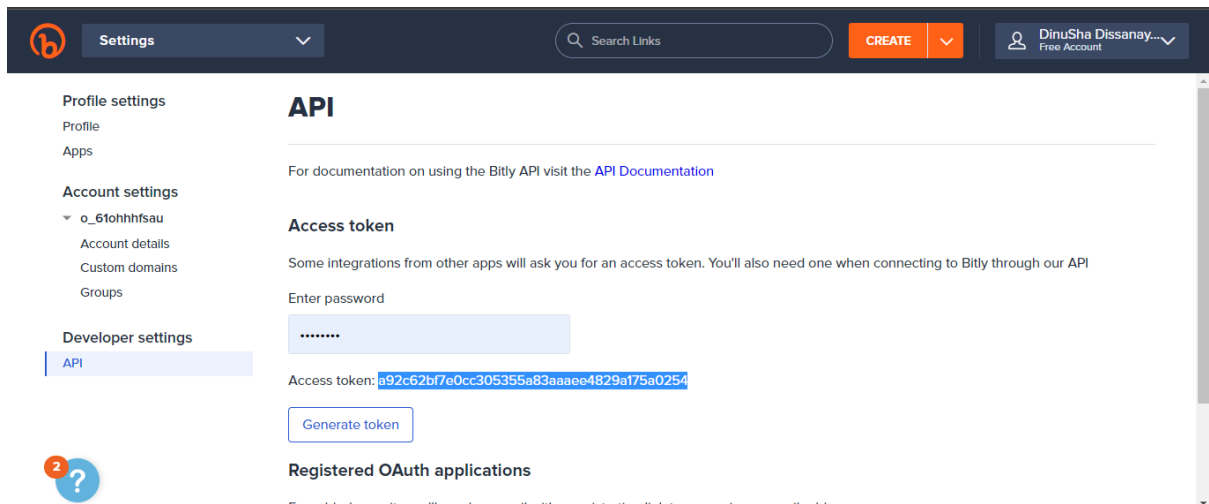 Settings
Search Links
CREATE
DinuSha Dissanay...
Free Account
Profile settings
Profile
Apps
Account settings
o_61ohhhfsau
Account details
Custom domains
Groups
Developer settings
API
API
For documentation on using the Bitly API visit the API Documentation
Access token
Some integrations from other apps will ask you for an access token. You'll also need one when connecting to Bitly through our API
Enter password
••••••••
Access token: a92c62bf7e0cc305355a83aaaee4829a175a0254
Generate token
Registered OAuth applications
2
?